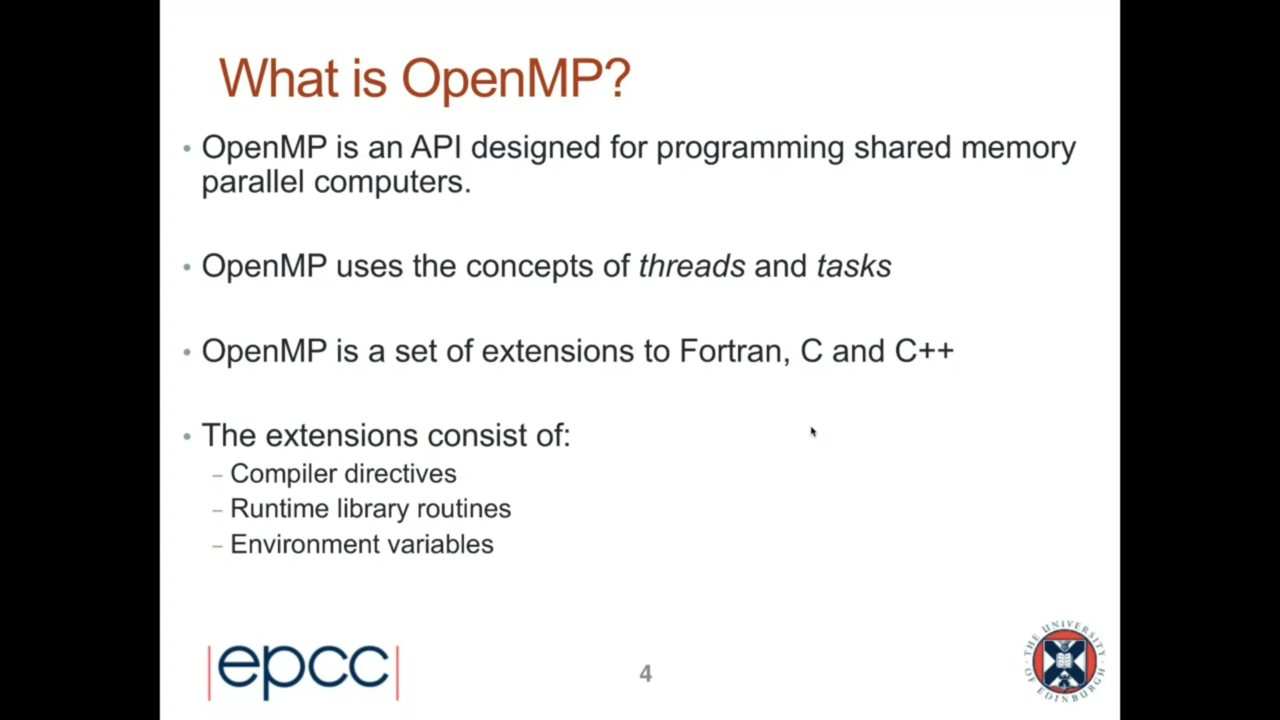 What is OpenMP?
• OpenMP is an API designed for programming shared memory
parallel computers.
• OpenMP uses the concepts of threads and tasks
• OpenMP is a set of extensions to Fortran, C and C++
• The extensions consist of:
– Compiler directives
– Runtime library routines
– Environment variables
|epcc|
4
THE UNIVERSITY
OF EDINBURGH